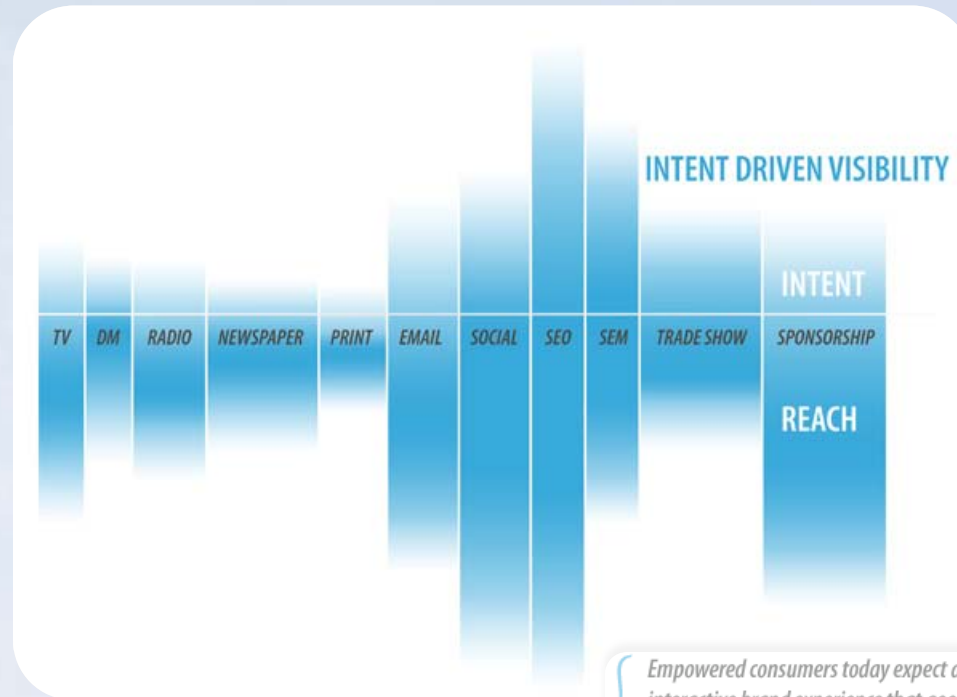 INTENT DRIVEN VISIBILITY
INTENT
TV DM RADIO NEWSPAPER PRINT EMAIL SOCIAL SEO SEM TRADE SHOW SPONSORSHIP
REACH
Empowered consumers today expect